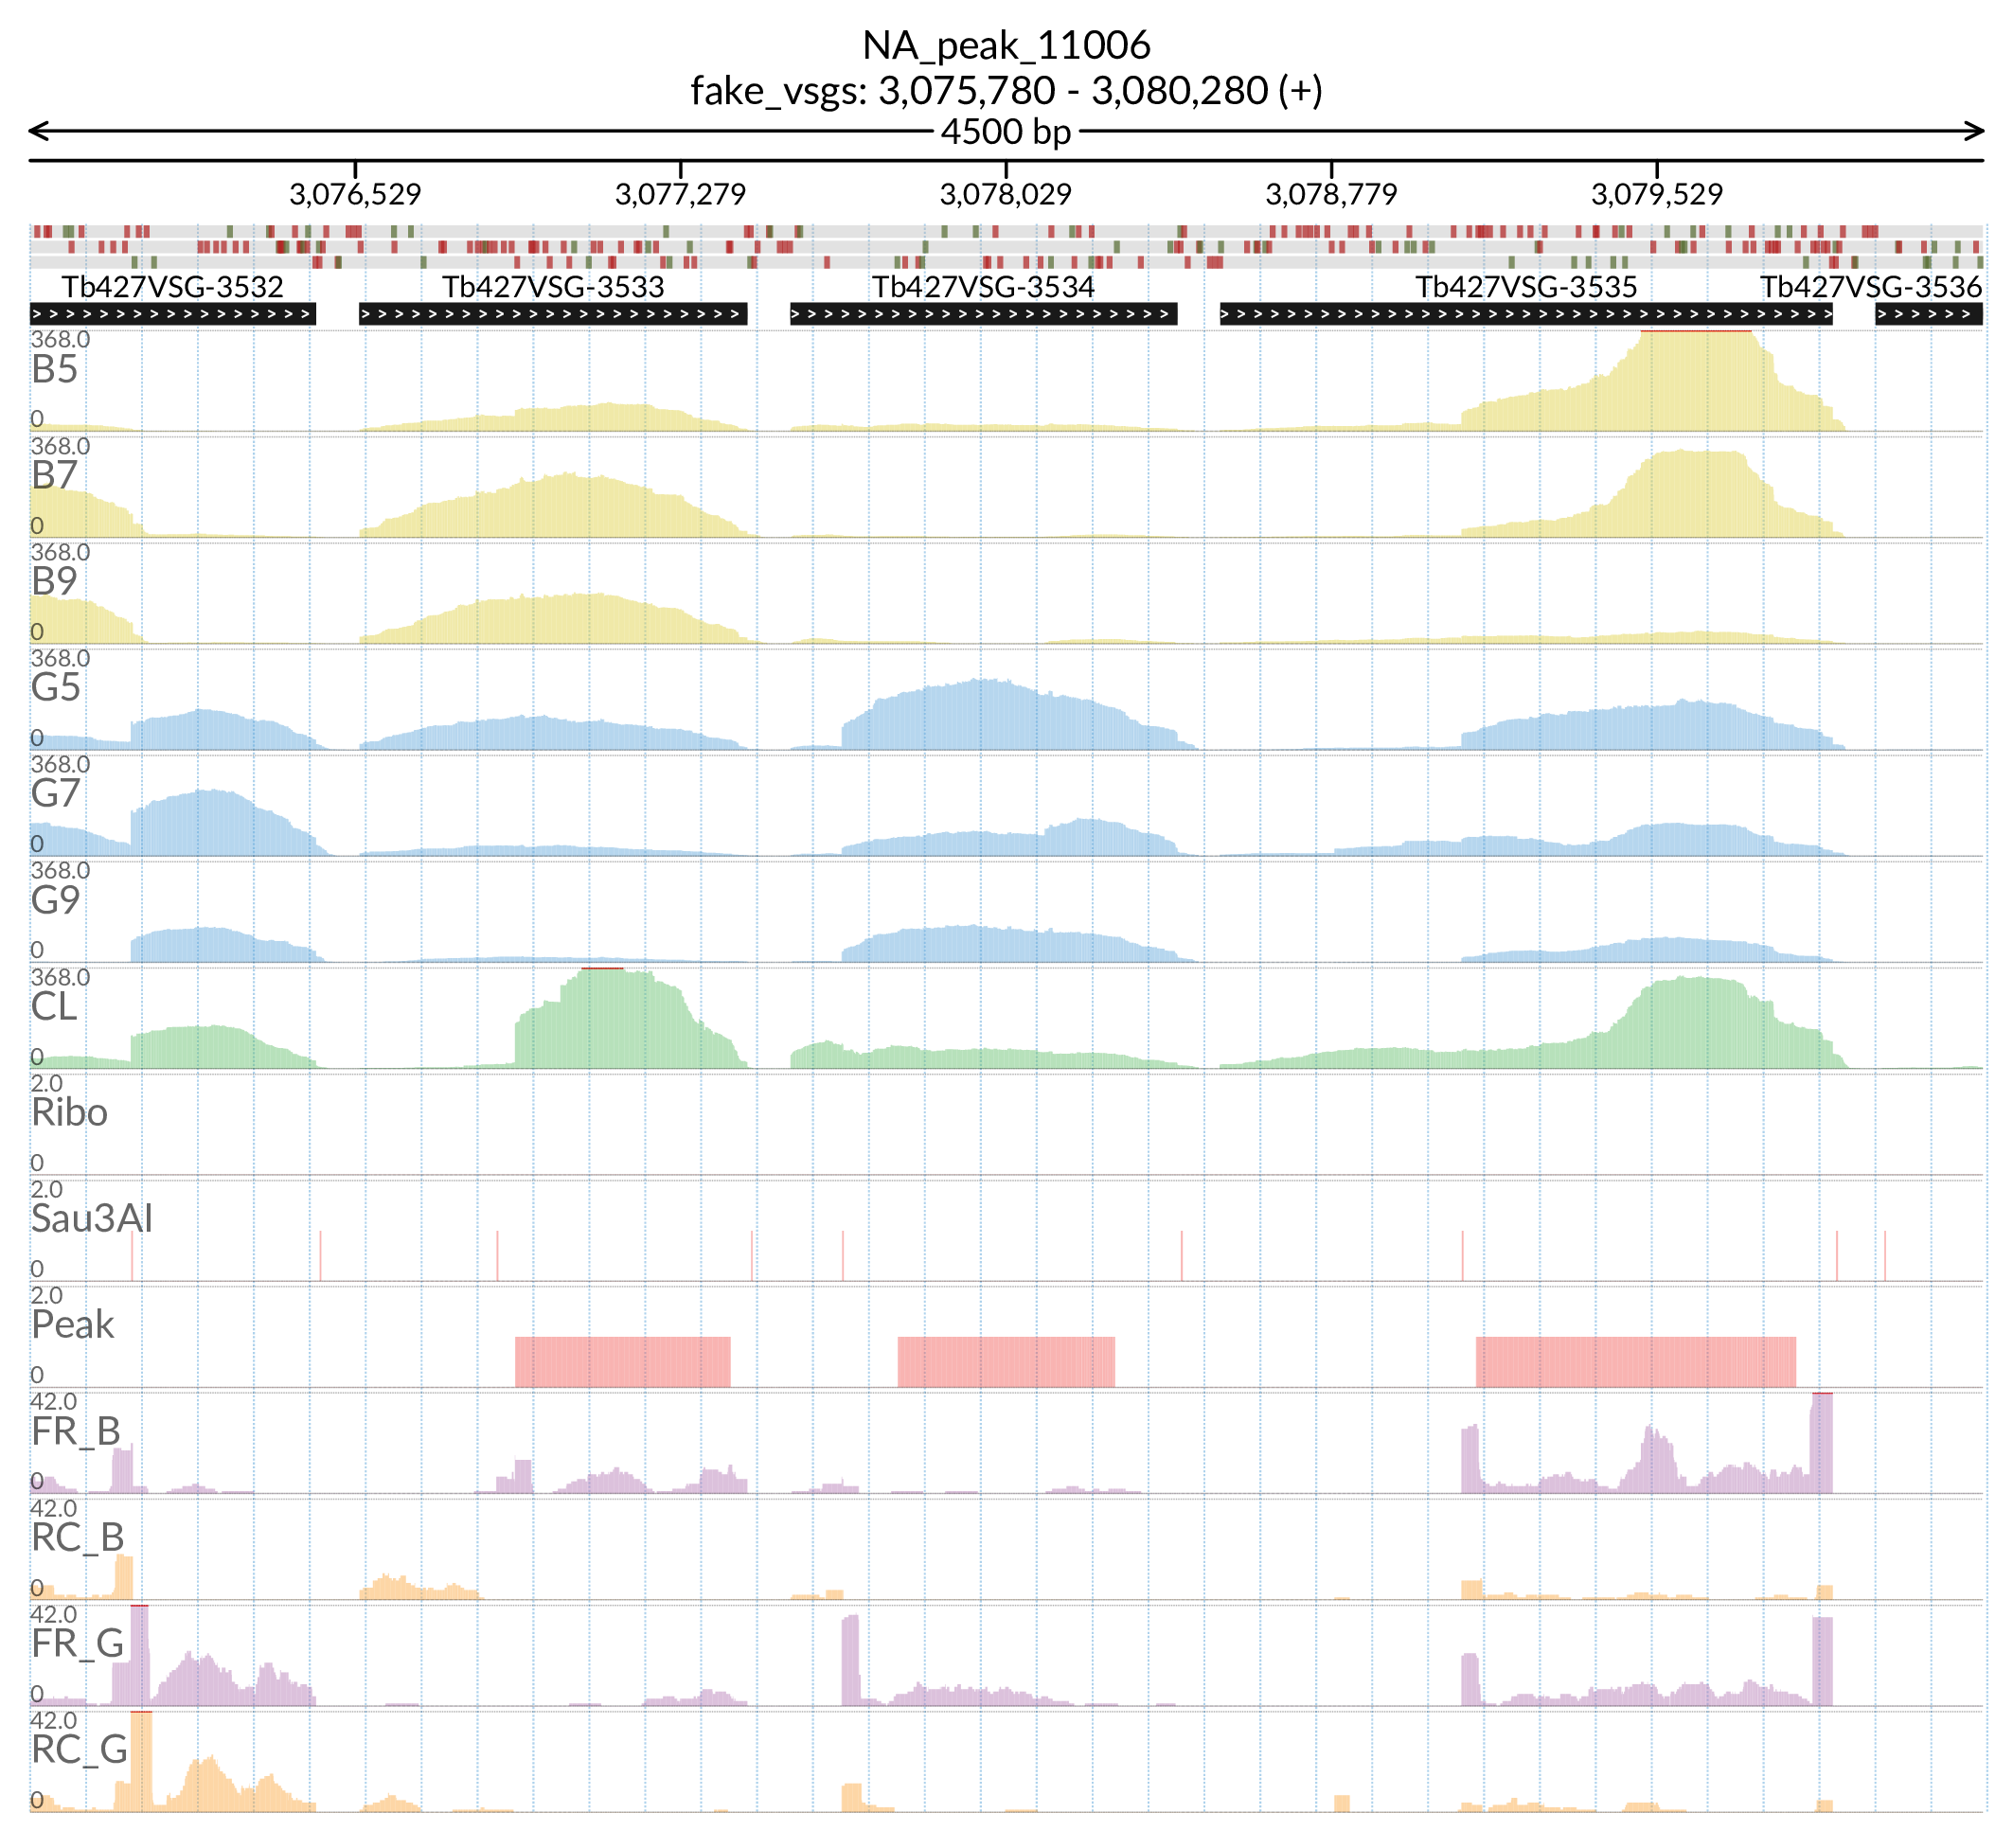 NA_peak_11006
fake_vsgs: 3,075,780 - 3,080,280 (+)
4500 bp
3,076,529 3,077,279 3,078,029 3,078,779 3,079,529
Tb427VSG-3532 Tb427VSG-3533 Tb427VSG-3534 Tb427VSG-3535 Tb427VSG-3536
368.0
B5
0
368.0
B7
0
368.0
B9
0
368.0
G5
0
368.0
G7
0
368.0
G9
0
368.0
CL
0
2.0
Ribo
0
2.0
Sau3AI
0
2.0
Peak
0
42.0
FR_B
0
42.0
RC_B
0
42.0
FR_G
0
42.0
RC_G
0